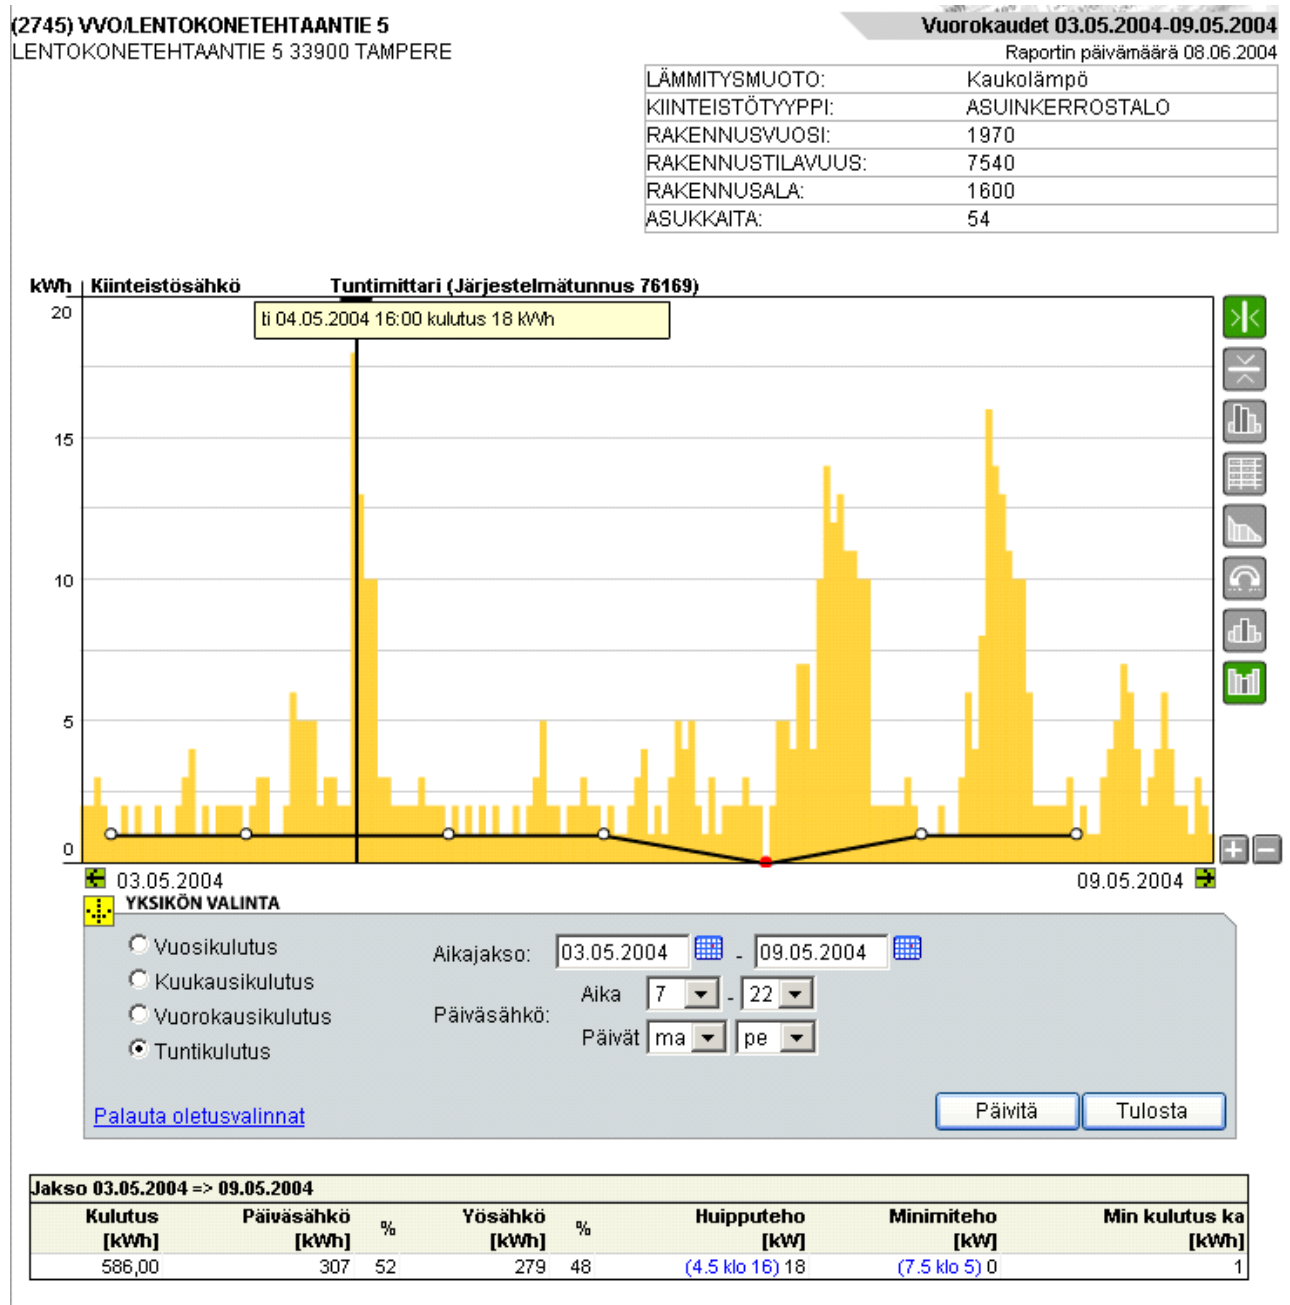 (2745) VVO/LENTOKONETEHTAANTIE 5
LENTOKONETEHTAANTIE 5 33900 TAMPERE
Vuorokaudet 03.05.2004-09.05.2004
Raportin päivämäärä 08.06.2004
LÄMMITYSMUOTO: Kaukolämpö
KIINTEISTÖTYYPPI: ASUINKERROSTALO
RAKENNUSVUOSI: 1970
RAKENNUSTILAVUUS: 7540
RAKENNUSALA: 1600
ASUKKAITA: 54
kWh Kiinteistösähkö Tuntimittari (Järjestelmätunnus 76169)
20
ti 04.05.2004 16:00 kulutus 18 kWh
15
10
5
0
03.05.2004 09.05.2004
YKSIKÖN VALINTA
Vuosikulutus
Kuukausikulutus
Vuorokausikulutus
Tuntikulutus
Aikajakso: 03.05.2004 - 09.05.2004
Päiväsähkö:
Aika 7 - 22
Päivät ma pe
Palauta oletusvalinnat
Päivitä Tulosta
Jakso 03.05.2004 => 09.05.2004
Kulutus Päiväsähkö % Yösähkö % Huipputeho Minimiteho Min kulutus ka
[kWh] [kWh] [kWh] [kW] [kW] [kWh]
586,00 307 52 279 48 (4.5 klo 16) 18 (7.5 klo 5) 0 1